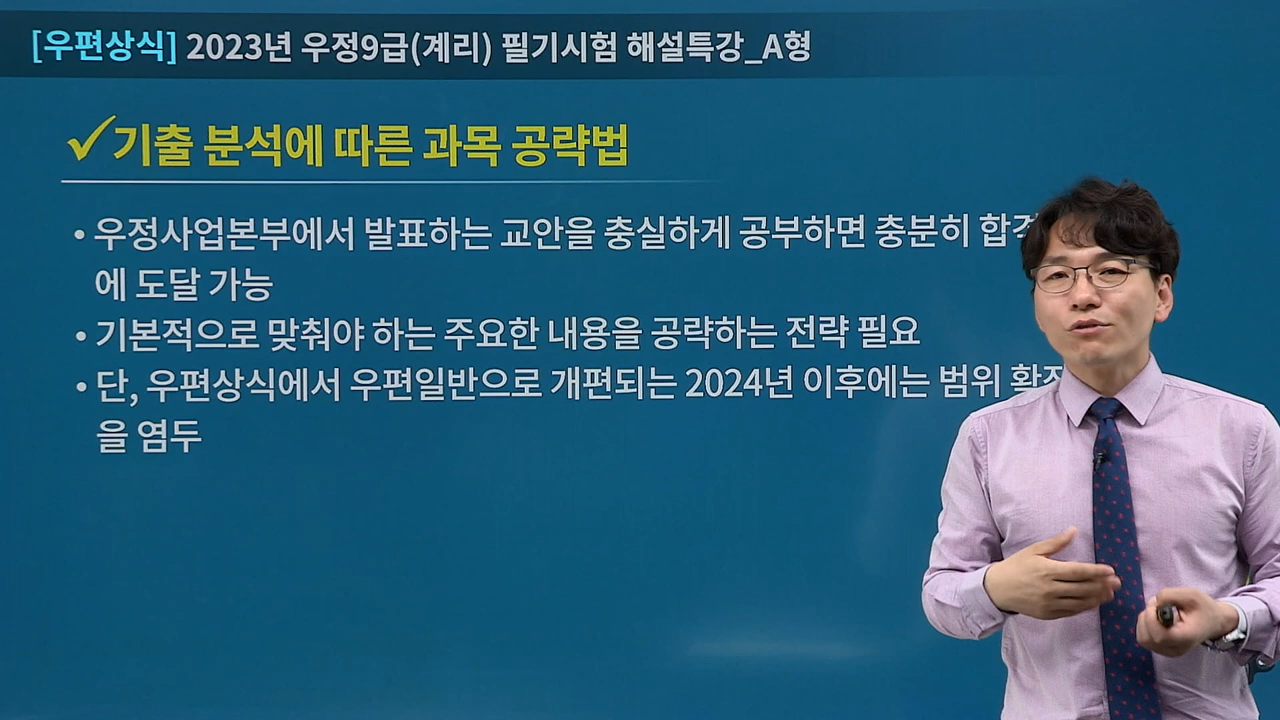 [우편상식] 2023년 우정9급(계리) 필기시험 해설특강_A형
✓기출 분석에 따른 과목 공략법
• 우정사업본부에서 발표하는 교안을 충실하게 공부하면 충분히 합격
에 도달 가능
• 기본적으로 맞춰야 하는 주요한 내용을 공략하는 전략 필요
• 단, 우편상식에서 우편일반으로 개편되는 2024년 이후에는 범위
을 염두